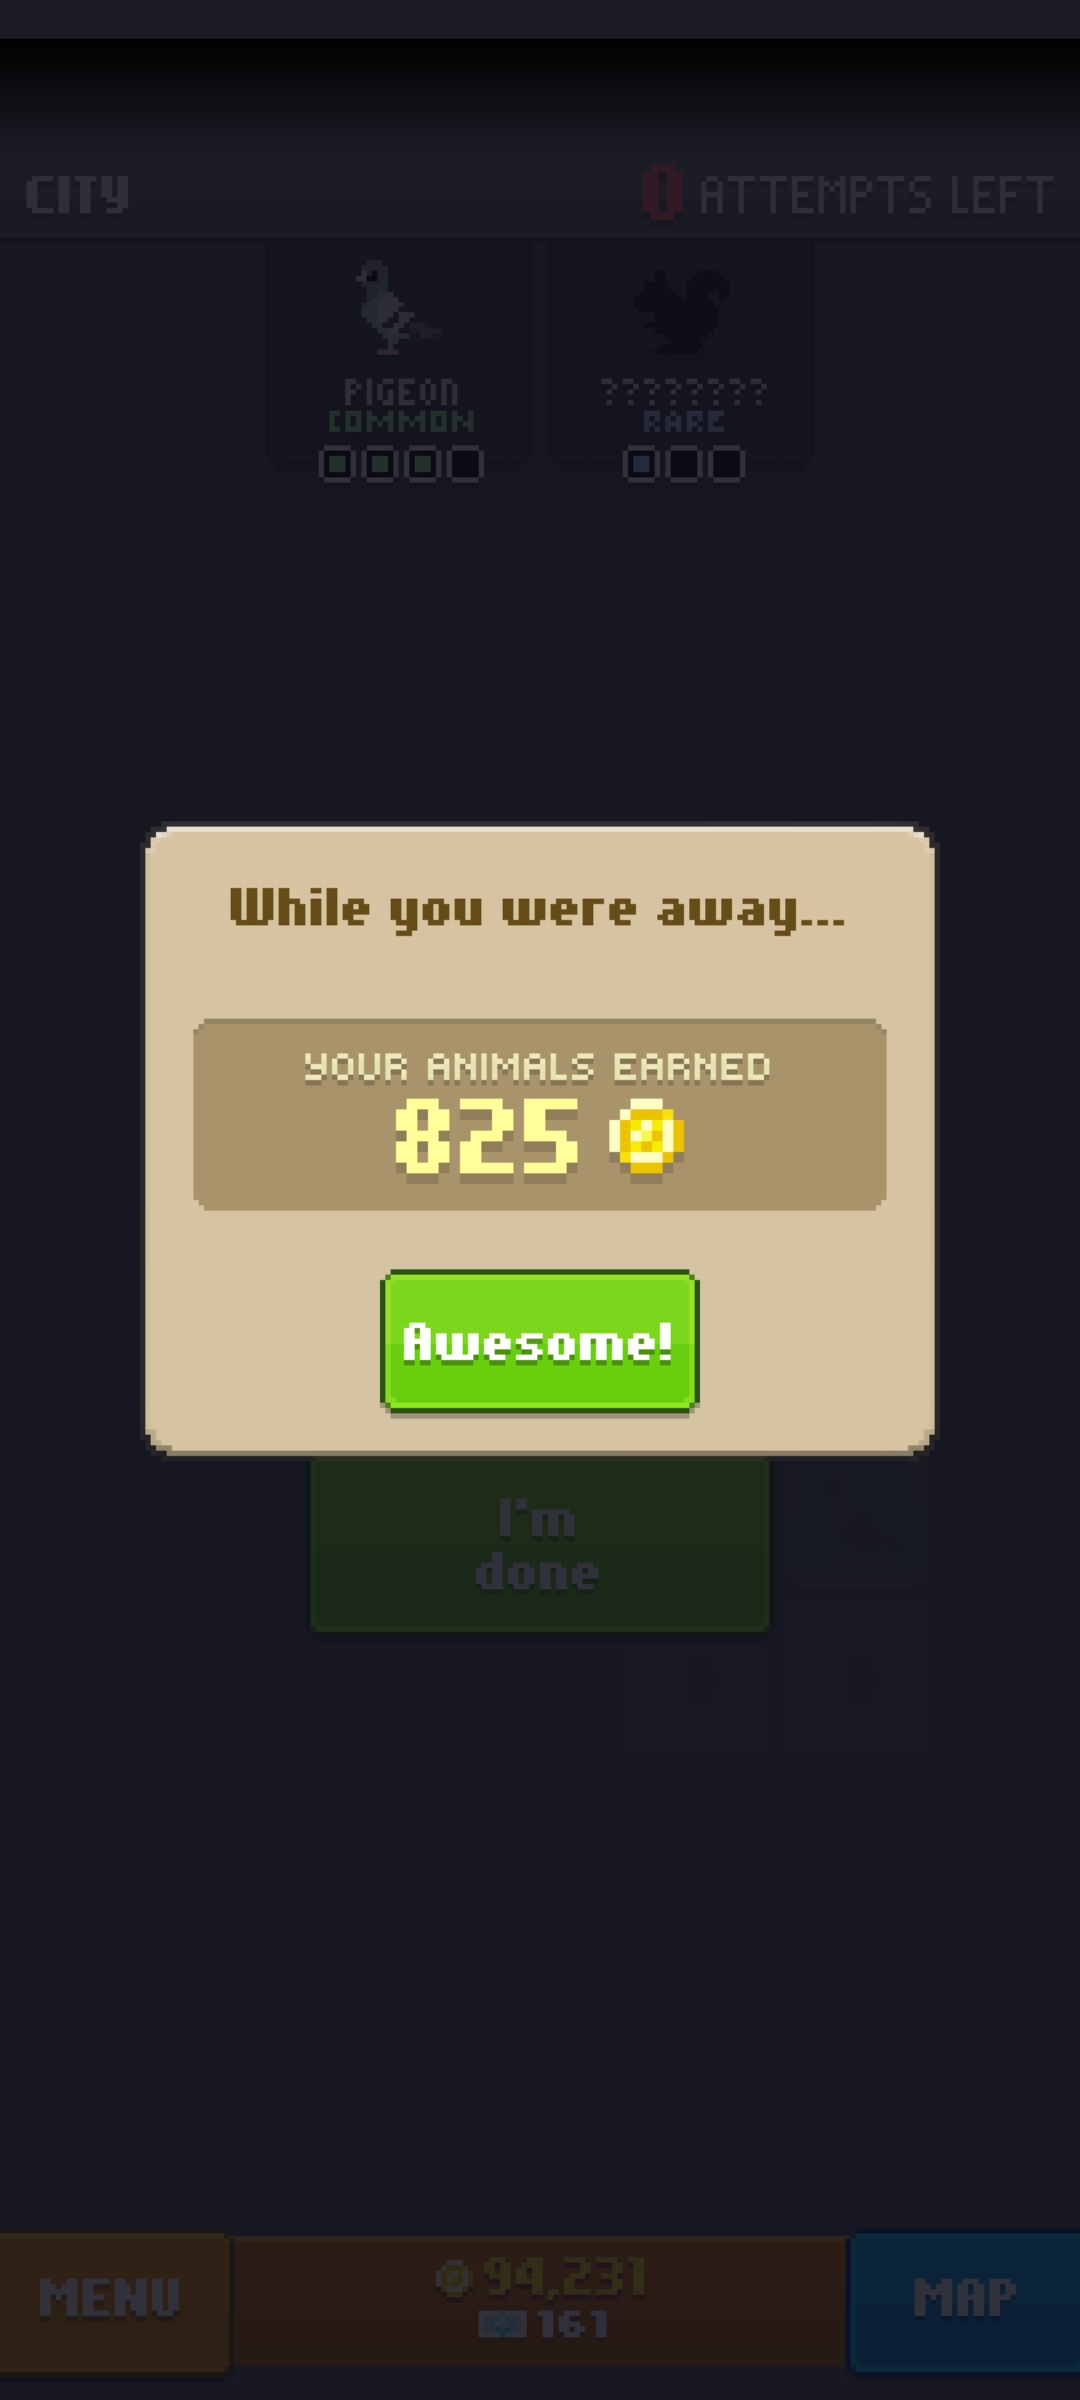 CITY
0 ATTEMPTS LEFT
PIGEON
COMMON
????????
RARE
While you were away...
YOUR ANIMALS EARNED
825
Awesome!
I'm
done
MENU
94,231
161
MAP